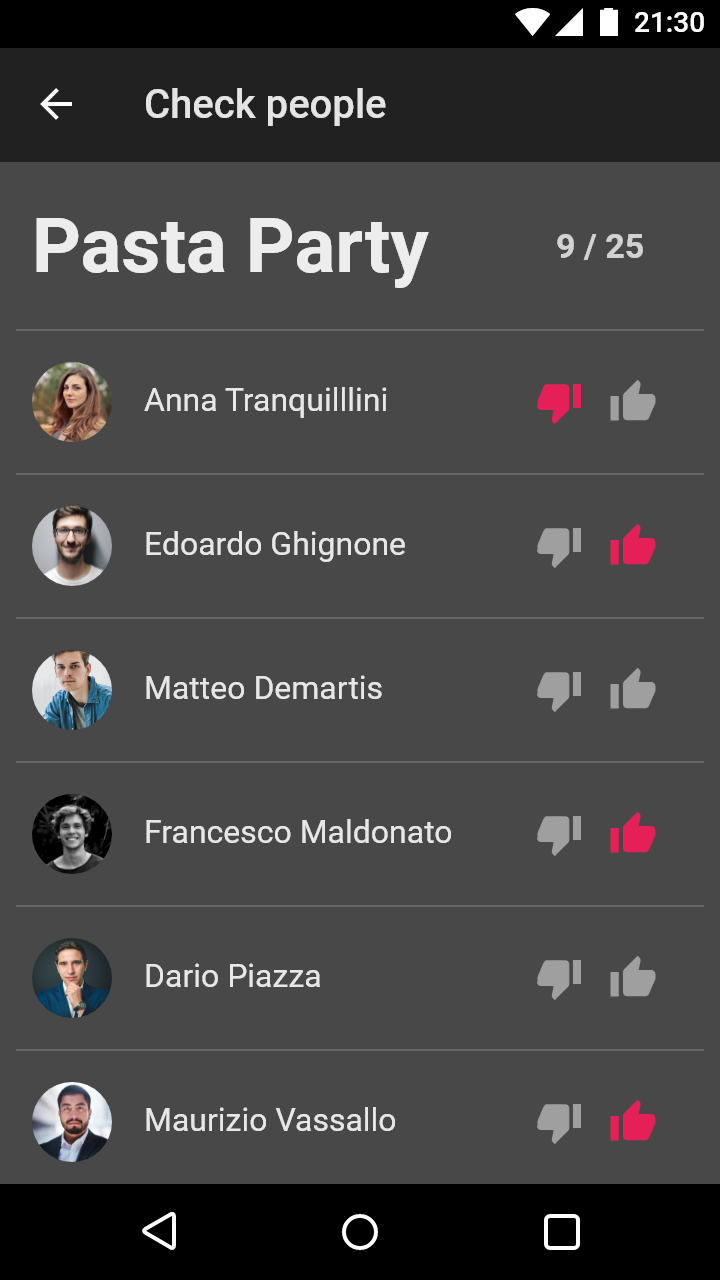 21:30
Check people
Pasta Party 9 / 25
Anna Tranquilllini
Edoardo Ghignone
Matteo Demartis
Francesco Maldonato
Dario Piazza
Maurizio Vassallo